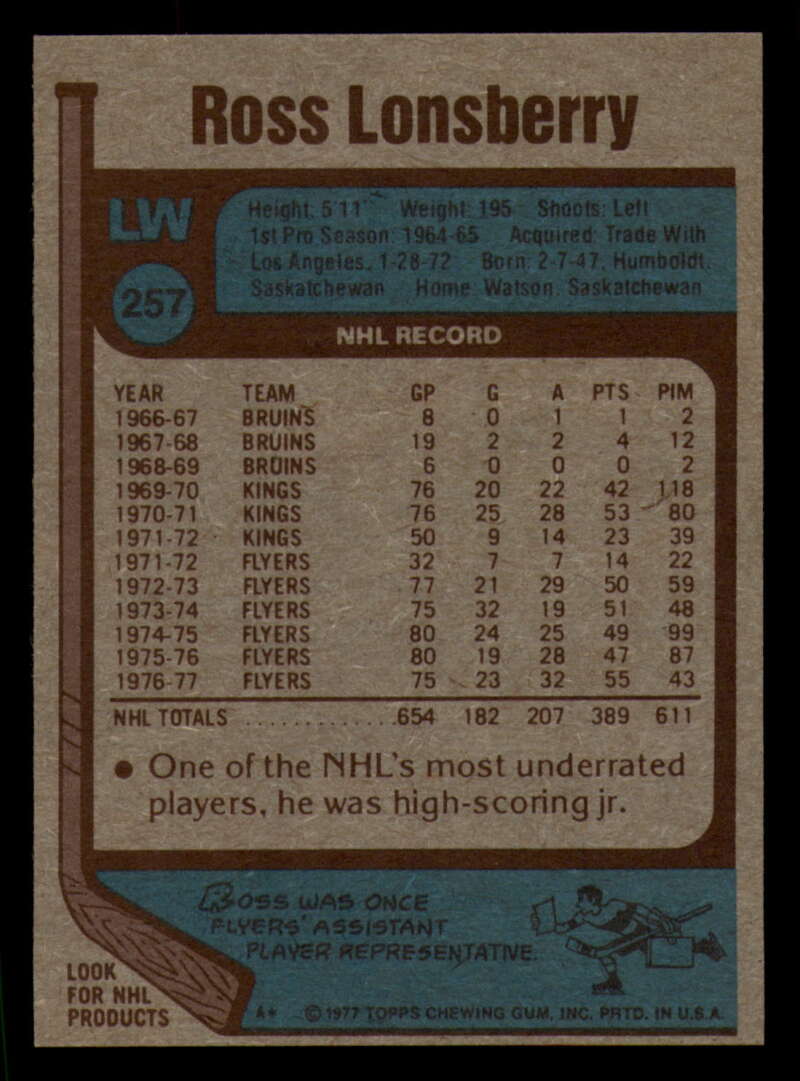 Ross Lonsberry
LW
257
Height: 5'11" Weight: 195 Shoots: Left
1st Pro Season: 1964-65 Acquired: Trade With
Los Angeles, 1-28-72 Born: 2-7-47, Humboldt,
Saskatchewan Home: Watson, Saskatchewan
NHL RECORD
YEAR TEAM GP G A PTS PIM
1966-67 BRUINS 8 0 1 1 2
1967-68 BRUINS 19 2 2 4 12
1968-69 BRUINS 6 0 0 0 2
1969-70 KINGS 76 20 22 42 118
1970-71 KINGS 76 25 28 53 80
1971-72 KINGS 50 9 14 23 39
1971-72 FLYERS 32 7 7 14 22
1972-73 FLYERS 77 21 29 50 59
1973-74 FLYERS 75 32 19 51 48
1974-75 FLYERS 80 24 25 49 99
1975-76 FLYERS 80 19 28 47 87
1976-77 FLYERS 75 23 32 55 43
NHL TOTALS .............. 654 182 207 389 611
• One of the NHL's most underrated
players, he was high-scoring jr.
ROSS WAS ONCE
FLYERS' ASSISTANT
PLAYER REPRESENTATIVE.
LOOK
FOR NHL
PRODUCTS
A* © 1977 TOPPS CHEWING GUM, INC. PRTD. IN U.S.A.